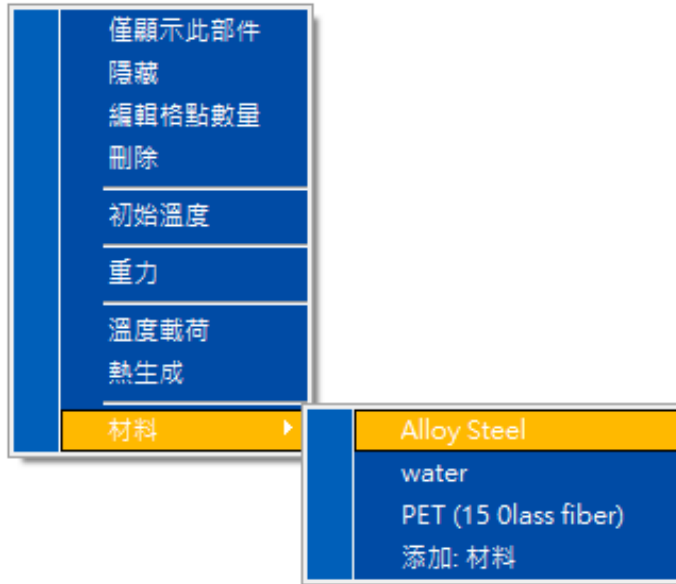 僅顯示此部件
隱藏
編輯格點數量
刪除
初始溫度
重力
溫度載荷
熱生成
材料
Alloy Steel
water
PET (15 0lass fiber)
添加: 材料